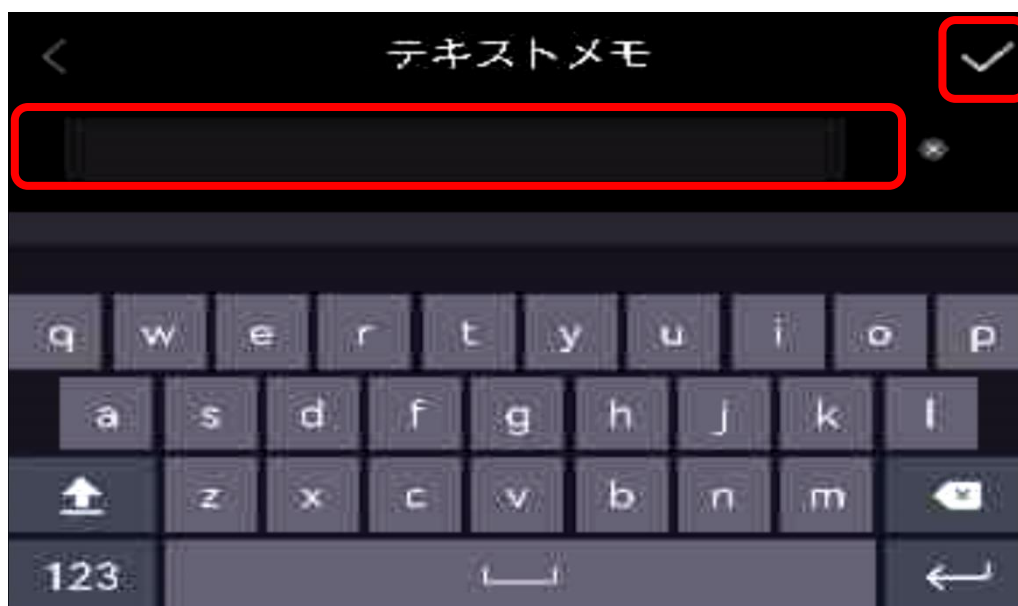 テキストメモ
q w e r t y u i o p
a s d f g h j k l
z x c v b n m
123